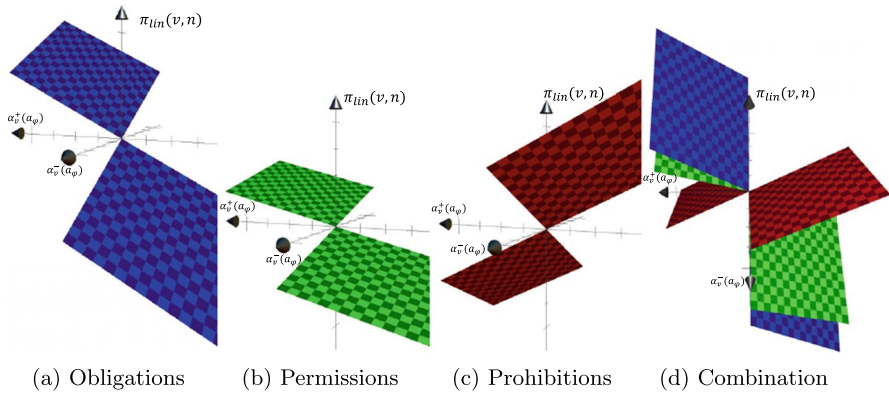 π_lin(v, n)
α_v^+(a_φ)
α_v^-(a_φ)
π_lin(v, n)
α_v^+(a_φ)
α_v^-(a_φ)
π_lin(v, n)
α_v^+(a_φ)
α_v^-(a_φ)
π_lin(v, n)
α_v^+(a_φ)
α_v^-(a_φ)
(a) Obligations (b) Permissions (c) Prohibitions (d) Combination